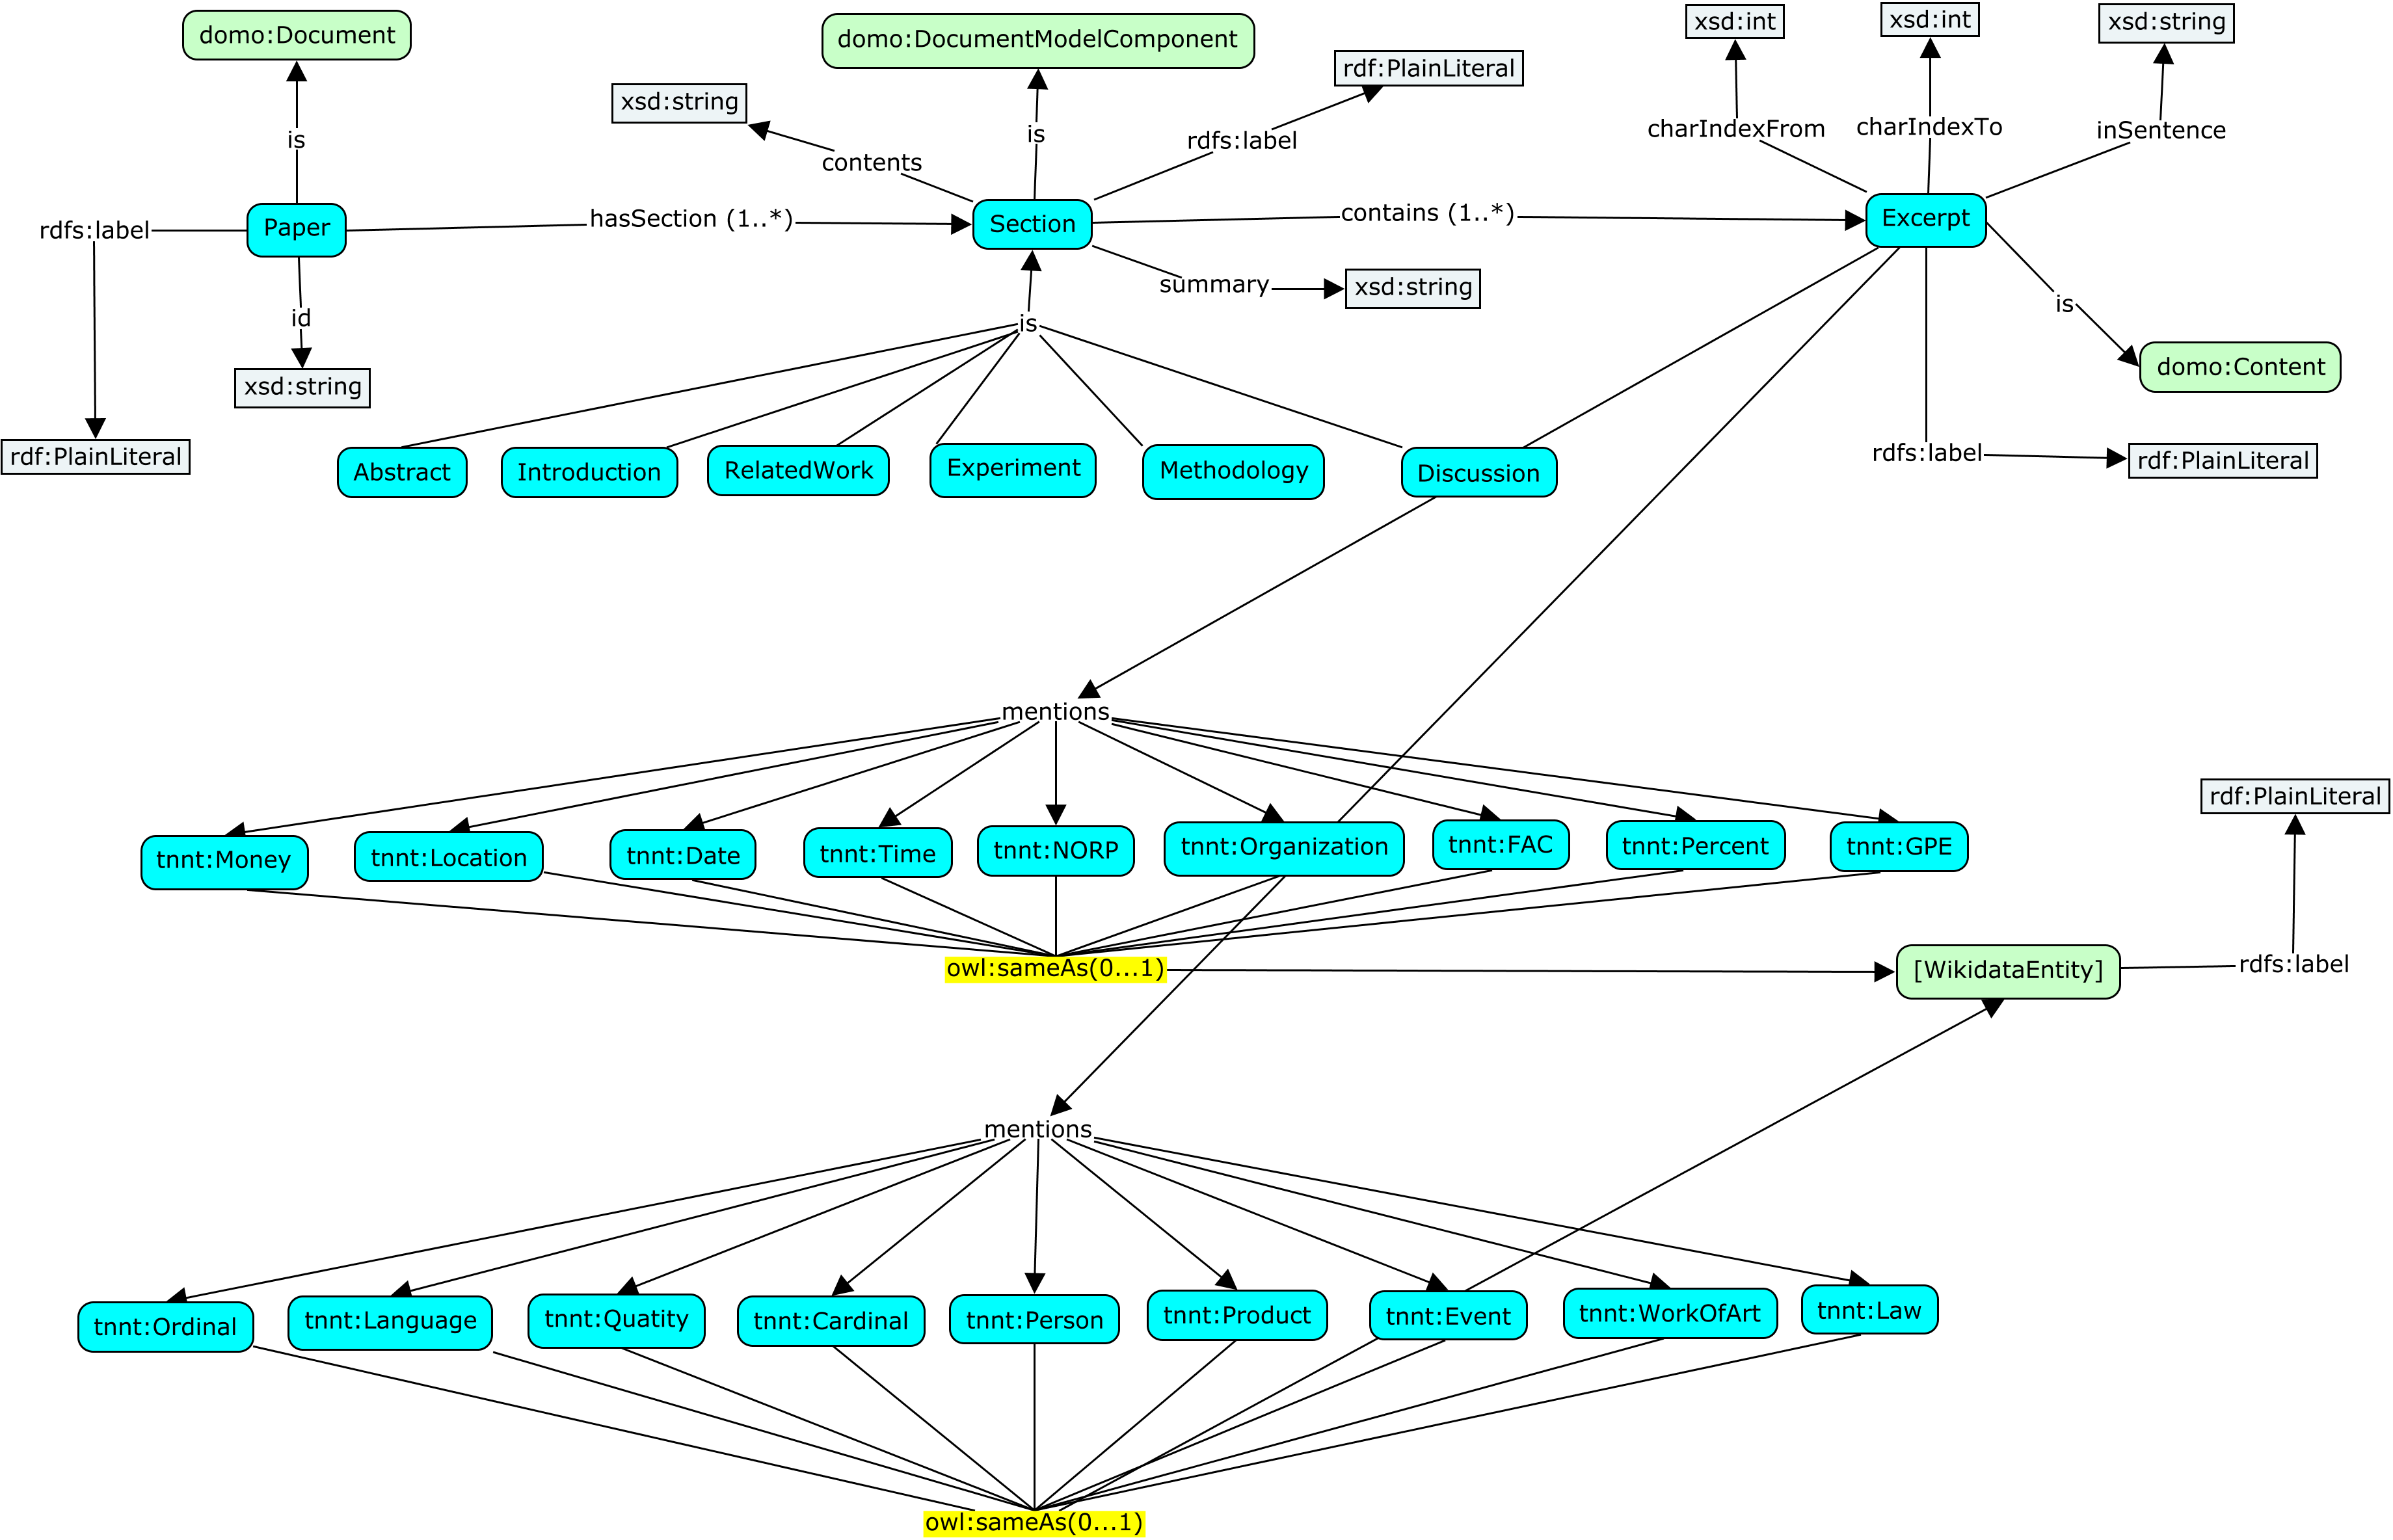 domo:Document
domo:DocumentModelComponent
xsd:int
xsd:int
xsd:string
rdf:PlainLiteral
xsd:string
is
contents
is
rdfs:label
charIndexFrom
charIndexTo
inSentence
rdfs:label
Paper
hasSection (1..*)
Section
contains (1..*)
Excerpt
id
summary
xsd:string
is
is
xsd:string
domo:Content
rdf:PlainLiteral
Abstract
Introduction
RelatedWork
Experiment
Methodology
Discussion
rdfs:label
rdf:PlainLiteral
mentions
rdf:PlainLiteral
tnnt:Money
tnnt:Location
tnnt:Date
tnnt:Time
tnnt:NORP
tnnt:Organization
tnnt:FAC
tnnt:Percent
tnnt:GPE
owl:sameAs(0...1)
[WikidataEntity]
rdfs:label
mentions
tnnt:Ordinal
tnnt:Language
tnnt:Quatity
tnnt:Cardinal
tnnt:Person
tnnt:Product
tnnt:Event
tnnt:WorkOfArt
tnnt:Law
owl:sameAs(0...1)